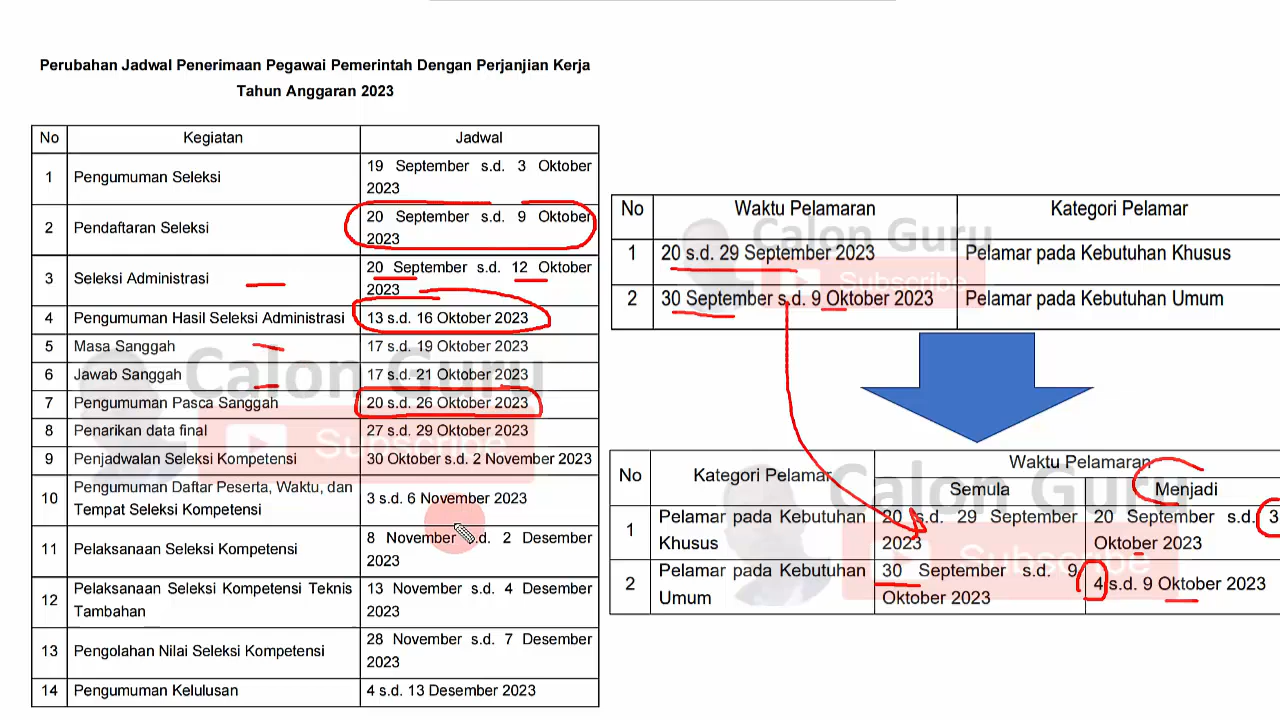 Perubahan Jadwal Penerimaan Pegawai Pemerintah Dengan Perjanjian Kerja
Tahun Anggaran 2023
No Kegiatan Jadwal
1 Pengumuman Seleksi 19 September s.d. 3 Oktober
2023
2 Pendaftaran Seleksi 20 September s.d. 9 Oktober
2023
3 Seleksi Administrasi 20 September s.d. 12 Oktober
2023
4 Pengumuman Hasil Seleksi Administrasi 13 s.d. 16 Oktober 2023
5 Masa Sanggah 17 s.d. 19 Oktober 2023
6 Jawab Sanggah 17 s.d. 21 Oktober 2023
7 Pengumuman Pasca Sanggah 20 s.d. 26 Oktober 2023
8 Penarikan data final 27 s.d. 29 Oktober 2023
9 Penjadwalan Seleksi Kompetensi 30 Oktober s.d. 2 November 2023
10 Pengumuman Daftar Peserta, Waktu, dan
Tempat Seleksi Kompetensi 3 s.d. 6 November 2023
11 Pelaksanaan Seleksi Kompetensi 8 November s.d. 2 Desember
2023
12 Pelaksanaan Seleksi Kompetensi Teknis
Tambahan 13 November s.d. 4 Desember
2023
13 Pengolahan Nilai Seleksi Kompetensi 28 November s.d. 7 Desember
2023
14 Pengumuman Kelulusan 4 s.d. 13 Desember 2023
Calon Guru
Subscribe
No Waktu Pelamaran Kategori Pelamar
1 20 s.d. 29 September 2023 Pelamar pada Kebutuhan Khusus
2 30 September s.d. 9 Oktober 2023 Pelamar pada Kebutuhan Umum
Calon Guru
Subscribe
No Kategori Pelamar Waktu Pelamaran
Semula Menjadi
1 Pelamar pada Kebutuhan
Khusus 20 s.d. 29 September
2023 20 September s.d. 3
Oktober 2023
2 Pelamar pada Kebutuhan
Umum 30 September s.d. 9
Oktober 2023 4 s.d. 9 Oktober 2023
Calon Guru
Subscribe